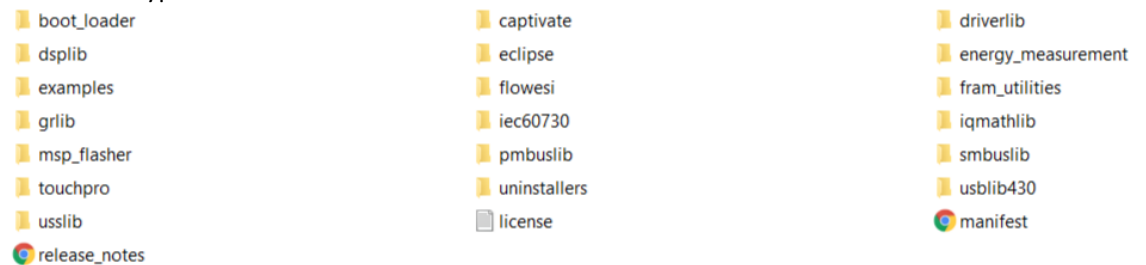 boot_loader captivate driverlib
dsplib eclipse energy_measurement
examples flowesi fram_utilities
grlib iec60730 iqmathlib
msp_flasher pmbuslib smbuslib
touchpro uninstallers usblib430
usslib license manifest
release_notes